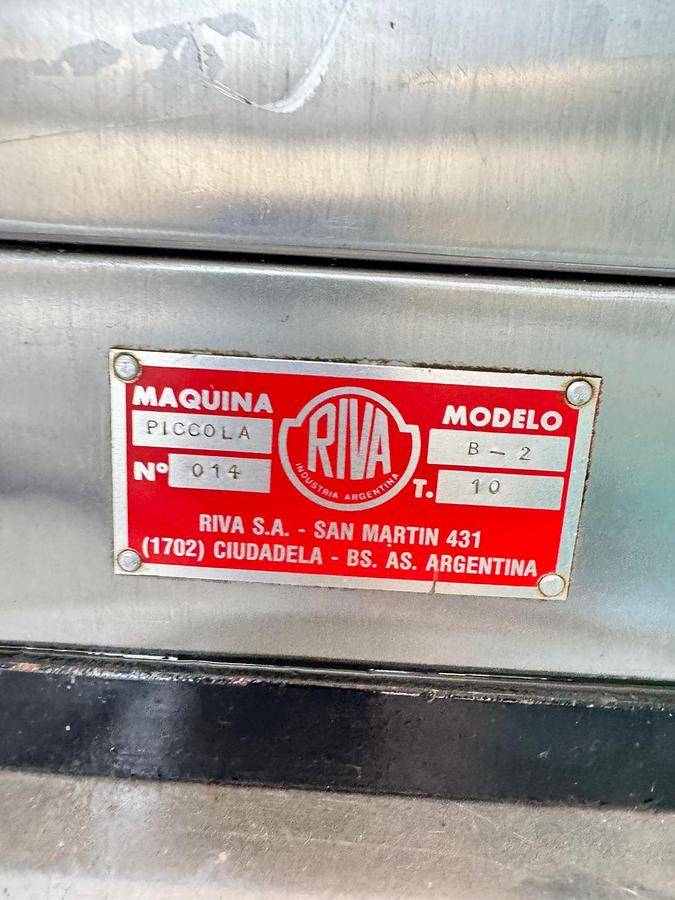 MAQUINA
PICCOLA
Nº 014
RIVA
INDUSTRIA ARGENTINA
MODELO
B-2
T. 10
RIVA S.A. - SAN MARTIN 431
(1702) CIUDADELA - BS. AS. ARGENTINA